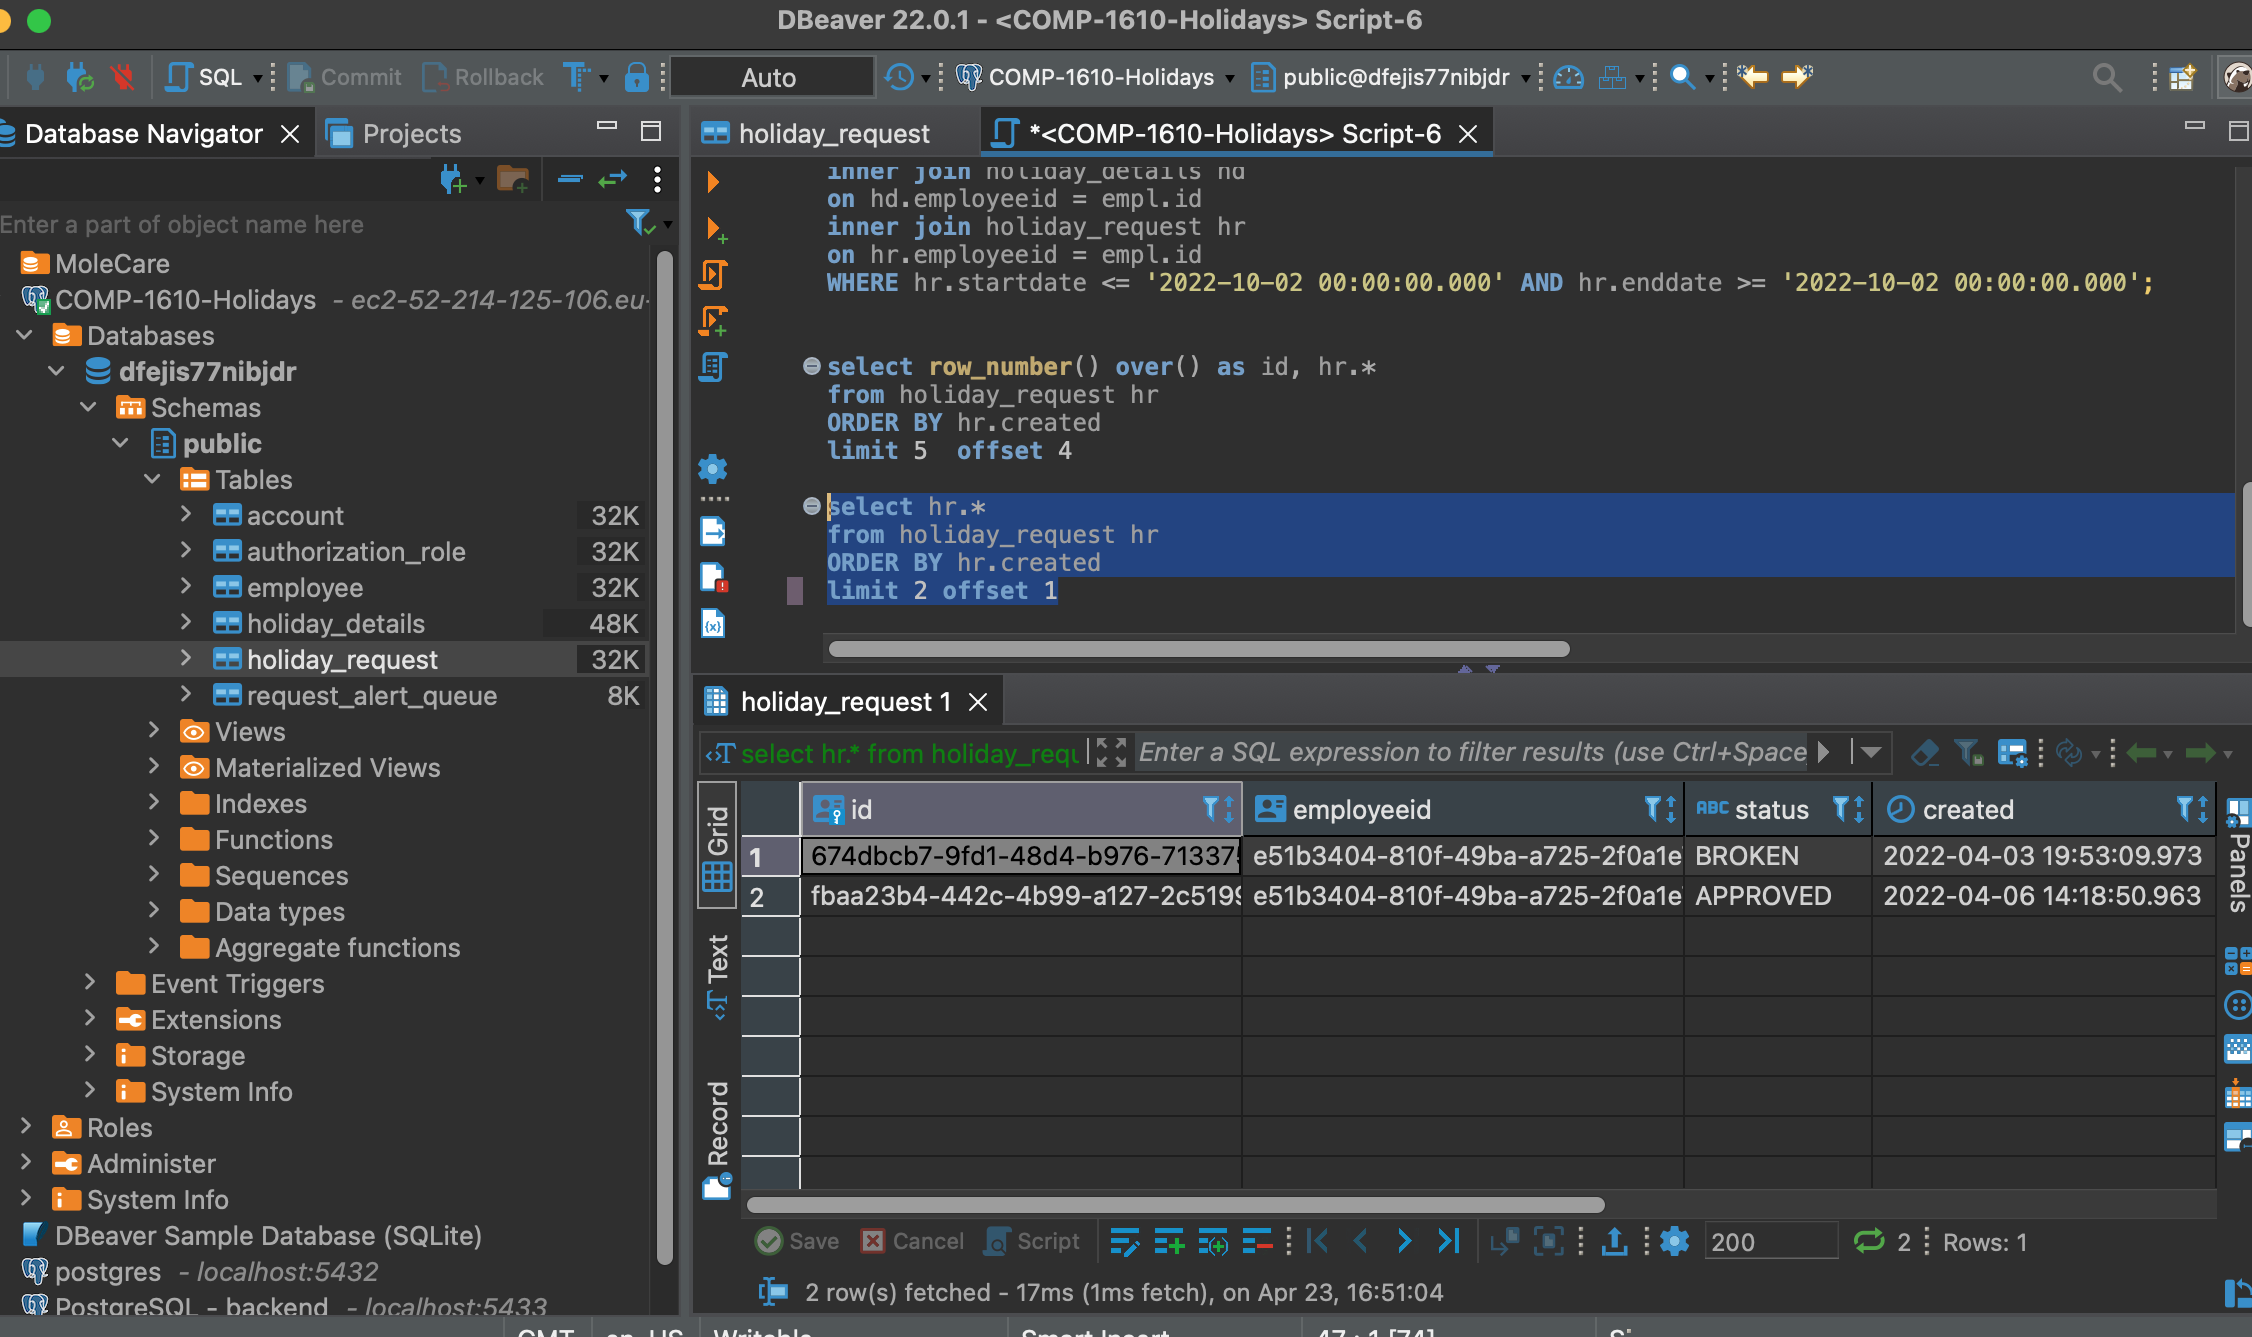 DBeaver 22.0.1 - <COMP-1610-Holidays> Script-6
SQL Commit Rollback Auto COMP-1610-Holidays public@dfejis77nibjdr
Database Navigator Projects
Enter a part of object name here
MoleCare
COMP-1610-Holidays - ec2-52-214-125-106.eu-
Databases
dfejis77nibjdr
Schemas
public
Tables
account 32K
authorization_role 32K
employee 32K
holiday_details 48K
holiday_request 32K
request_alert_queue 8K
Views
Materialized Views
Indexes
Functions
Sequences
Data types
Aggregate functions
Event Triggers
Extensions
Storage
System Info
Roles
Administer
System Info
DBeaver Sample Database (SQLite)
postgres - localhost:5432
PostgreSQL - backend - localhost:5433
holiday_request *<COMP-1610-Holidays> Script-6
inner join holiday_details hd
on hd.employeeid = empl.id
inner join holiday_request hr
on hr.employeeid = empl.id
WHERE hr.startdate <= '2022-10-02 00:00:00.000' AND hr.enddate >= '2022-10-02 00:00:00.000';
select row_number() over() as id, hr.*
from holiday_request hr
ORDER BY hr.created
limit 5 offset 4
select hr.*
from holiday_request hr
ORDER BY hr.created
limit 2 offset 1
holiday_request 1
select hr.* from holiday_requ Enter a SQL expression to filter results (use Ctrl+Space
Grid
Text
Record
Panels
id employeeid ABC status created
1 674dbcb7-9fd1-48d4-b976-713375 e51b3404-810f-49ba-a725-2f0a1e BROKEN 2022-04-03 19:53:09.973
2 fbaa23b4-442c-4b99-a127-2c5199 e51b3404-810f-49ba-a725-2f0a1e APPROVED 2022-04-06 14:18:50.963
Save Cancel Script 200 2 Rows: 1
2 row(s) fetched - 17ms (1ms fetch), on Apr 23, 16:51:04
GMT en_US Writable Smart Insert 47 : 1 [74]